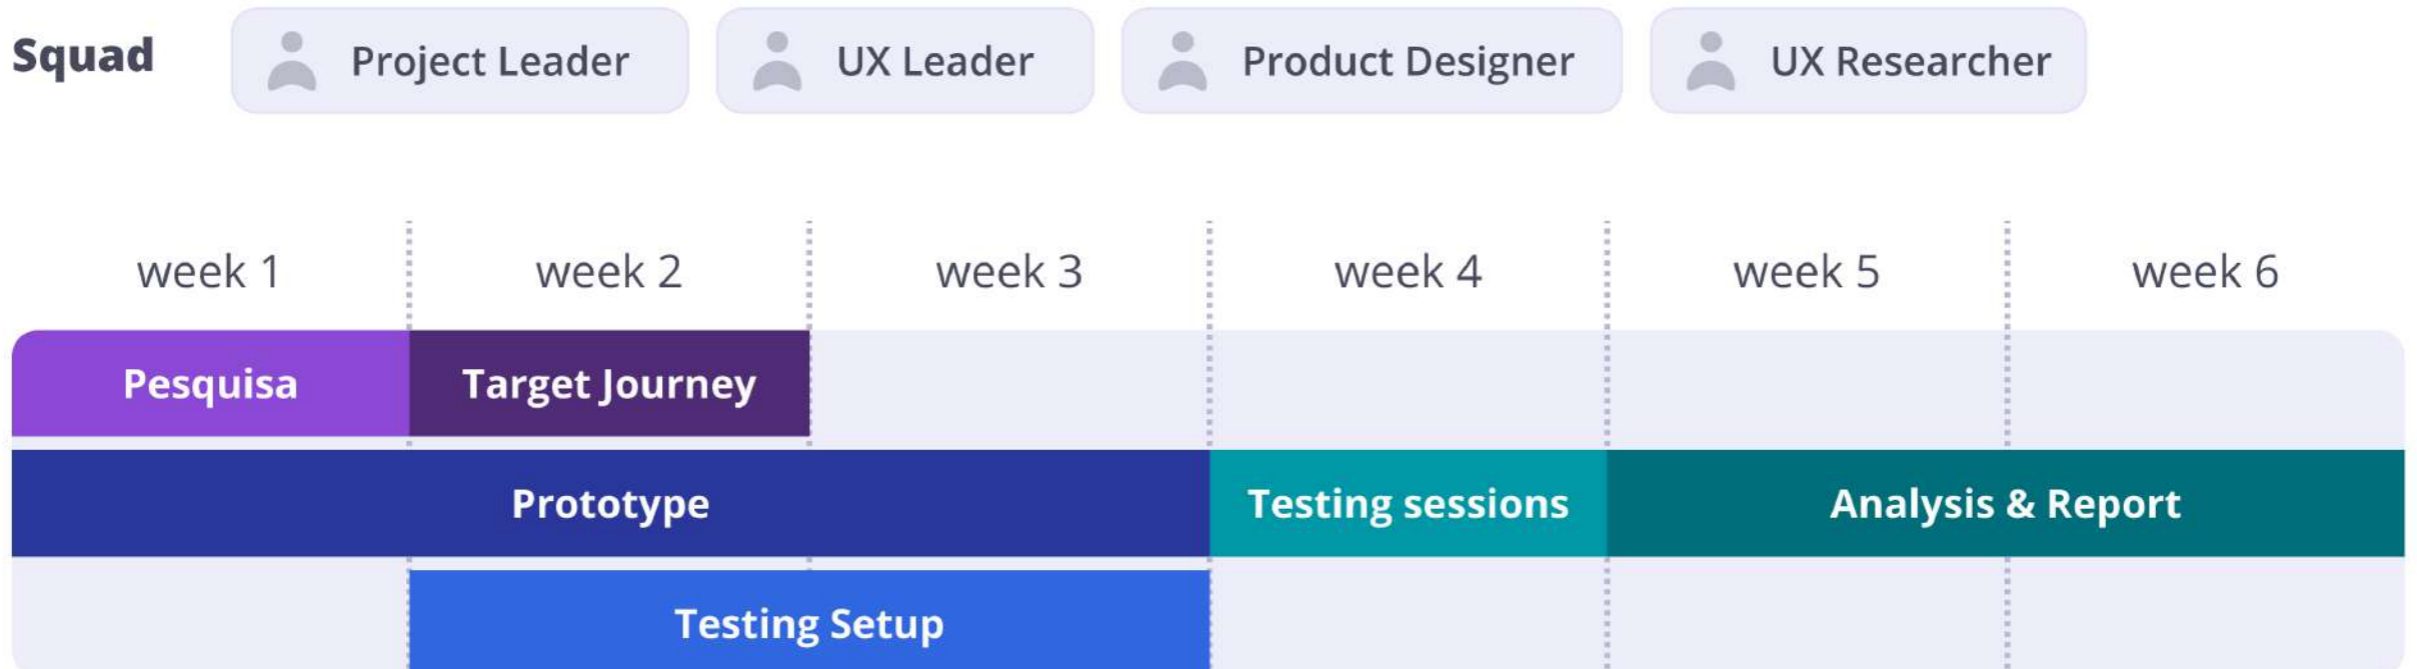 Squad
Project Leader
UX Leader
Product Designer
UX Researcher
week 1
week 2
week 3
week 4
week 5
week 6
Pesquisa
Target Journey
Prototype
Testing sessions
Analysis & Report
Testing Setup